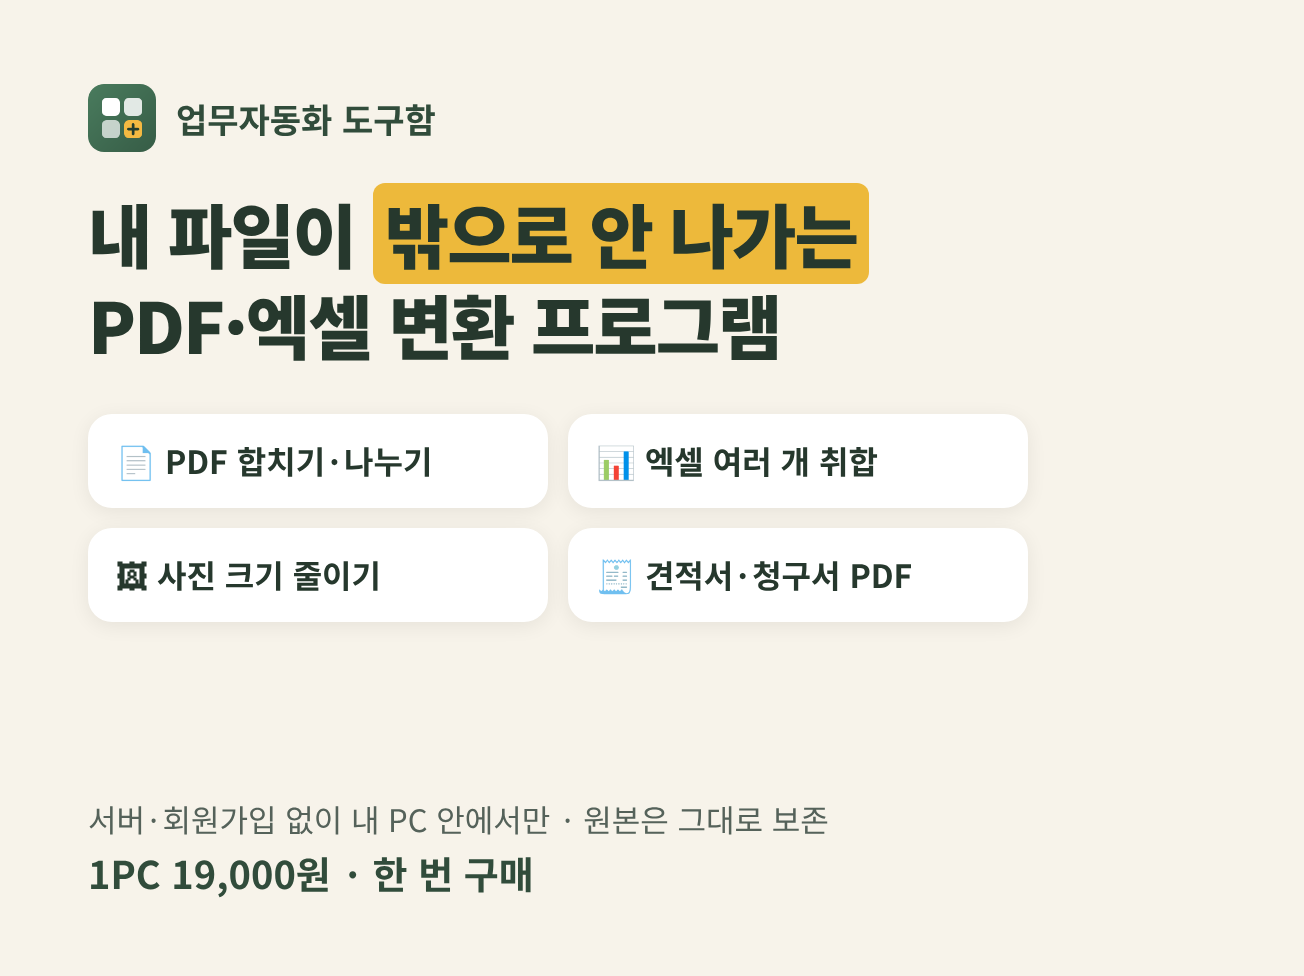 업무자동화 도구함
내 파일이 밖으로 안 나가는
PDF·엑셀 변환 프로그램
PDF 합치기·나누기
엑셀 여러 개 취합
사진 크기 줄이기
견적서·청구서 PDF
서버·회원가입 없이 내 PC 안에서만 · 원본은 그대로 보존
1PC 19,000원 · 한 번 구매